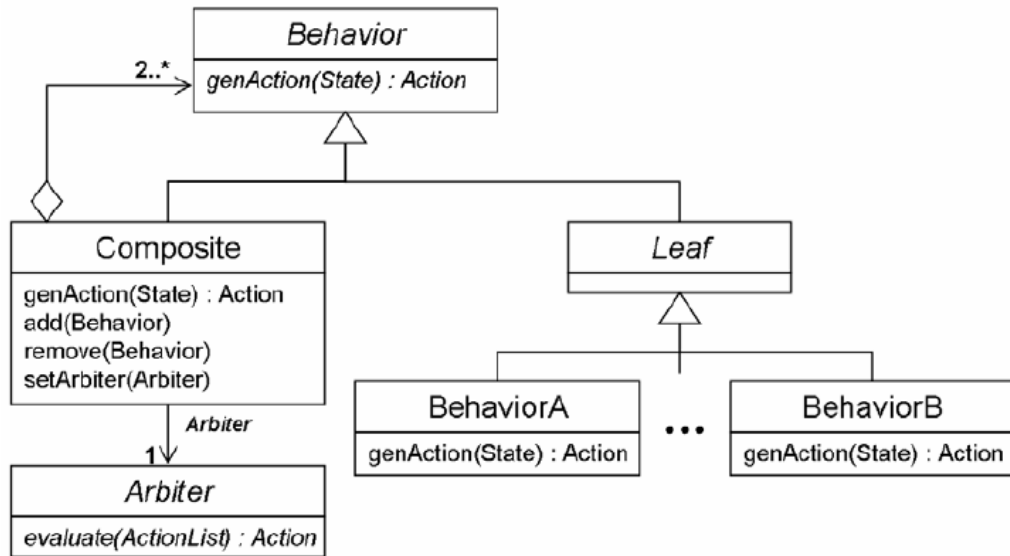 Behavior
genAction(State) : Action
2..*
Composite
genAction(State) : Action
add(Behavior)
remove(Behavior)
setArbiter(Arbiter)
Leaf
BehaviorA
genAction(State) : Action
...
BehaviorB
genAction(State) : Action
Arbiter
1
Arbiter
evaluate(ActionList) : Action